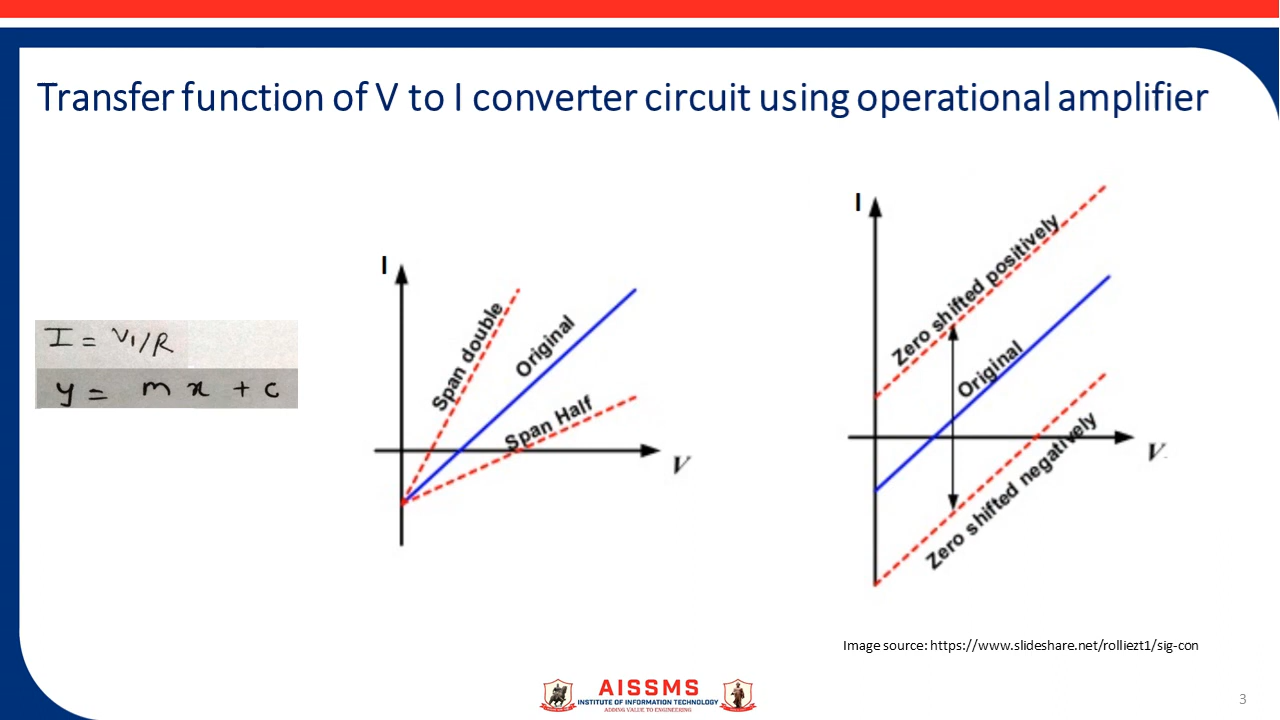 Transfer function of V to I converter circuit using operational amplifier
I = V1/R
y = mx + c
I
Span double
Original
Span Half
V
I
Zero shifted positively
Original
Zero shifted negatively
V
Image source: https://www.slideshare.net/rolliezt1/sig-con
AISSMS
INSTITUTE OF INFORMATION TECHNOLOGY
ADDING VALUE TO ENGINEERING
3